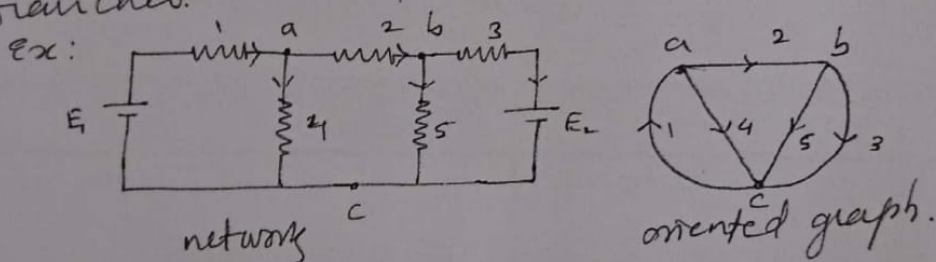 Ex:
1 a 2 b 3
E1 4 5 E2
c
network
a 2 b
1 4 5 3
c
oriented graph.